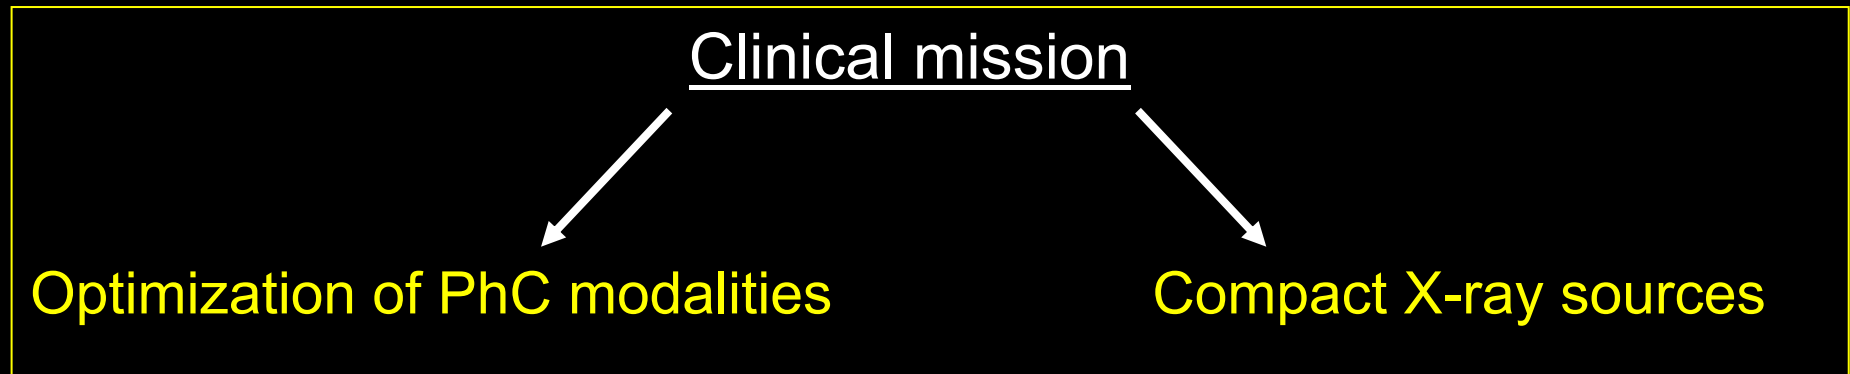 Clinical mission
Optimization of PhC modalities
Compact X-ray sources